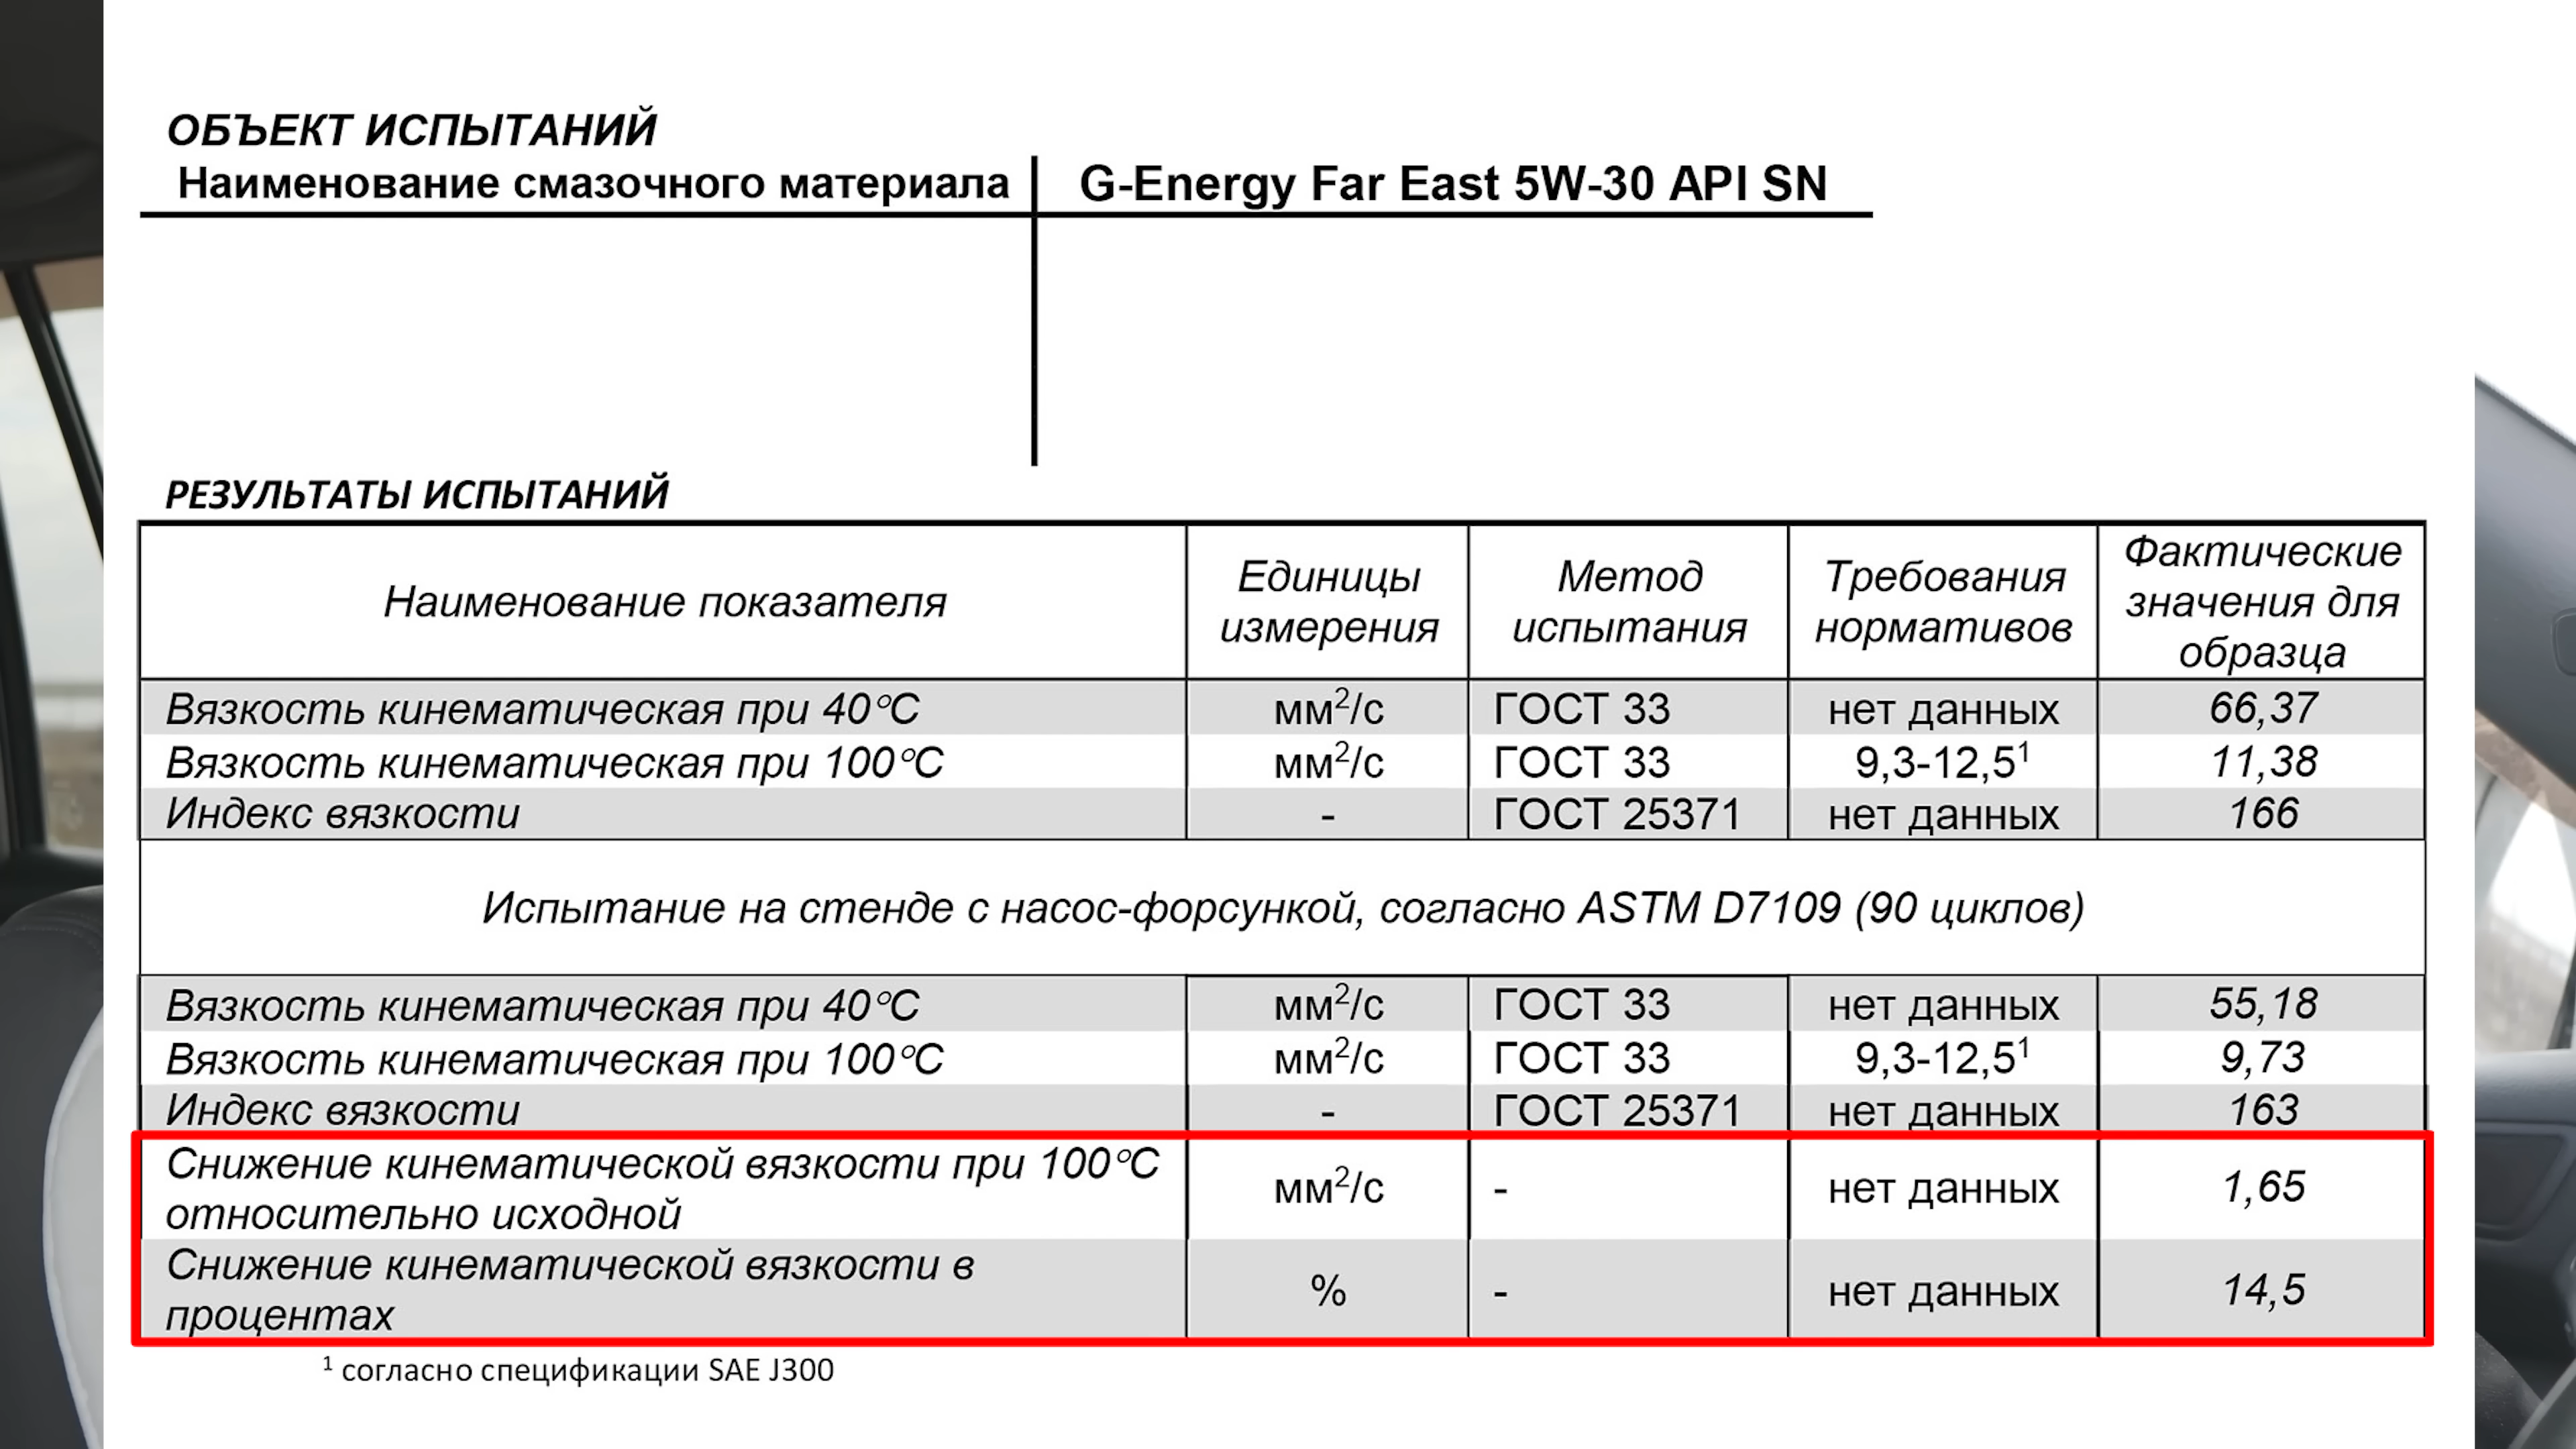 ОБЪЕКТ ИСПЫТАНИЙ
Наименование смазочного материала G-Energy Far East 5W-30 API SN
РЕЗУЛЬТАТЫ ИСПЫТАНИЙ
Наименование показателя Единицы измерения Метод испытания Требования нормативов Фактические значения для образца
Вязкость кинематическая при 40°С мм²/с ГОСТ 33 нет данных 66,37
Вязкость кинематическая при 100°С мм²/с ГОСТ 33 9,3-12,5¹ 11,38
Индекс вязкости - ГОСТ 25371 нет данных 166
Испытание на стенде с насос-форсункой, согласно ASTM D7109 (90 циклов)
Вязкость кинематическая при 40°С мм²/с ГОСТ 33 нет данных 55,18
Вязкость кинематическая при 100°С мм²/с ГОСТ 33 9,3-12,5¹ 9,73
Индекс вязкости - ГОСТ 25371 нет данных 163
Снижение кинематической вязкости при 100°С относительно исходной мм²/с - нет данных 1,65
Снижение кинематической вязкости в процентах % - нет данных 14,5
¹ согласно спецификации SAE J300